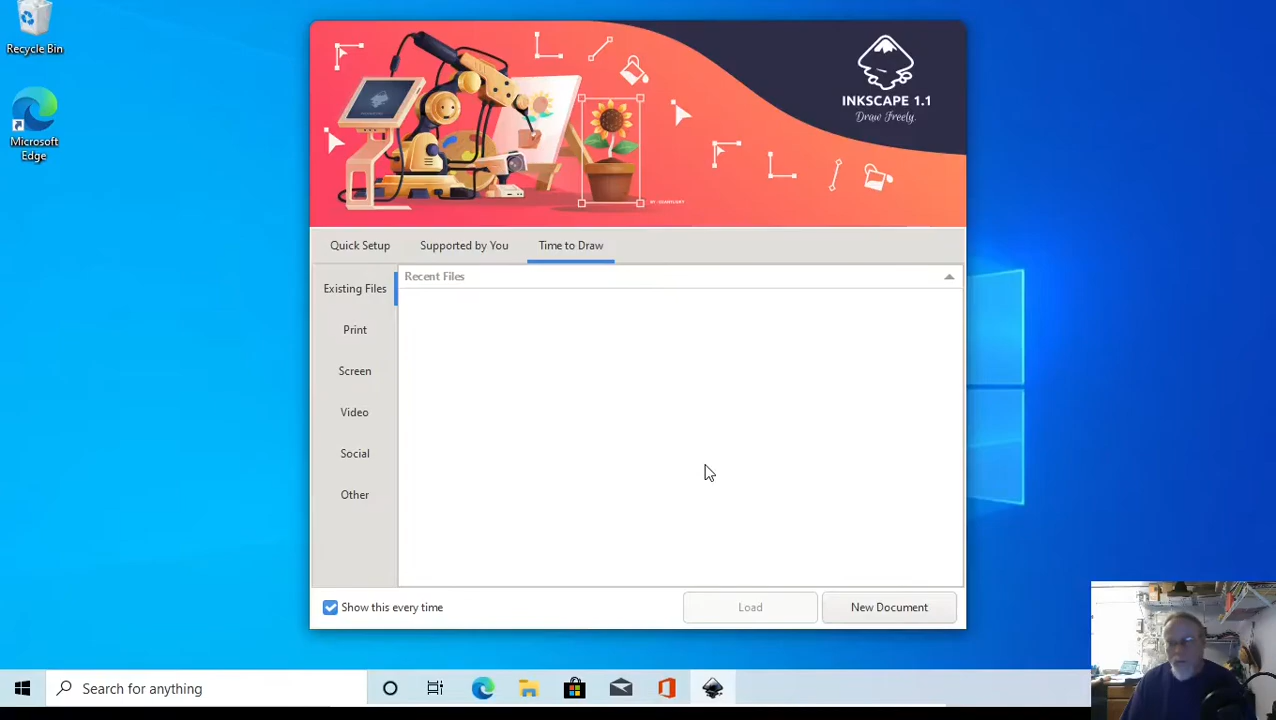 Recycle Bin
Microsoft
Edge
INKSCAPE 1.1
Draw Freely.
Quick Setup
Supported by You
Time to Draw
Recent Files
Existing Files
Print
Screen
Video
Social
Other
Show this every time
Load
New Document
Search for anything